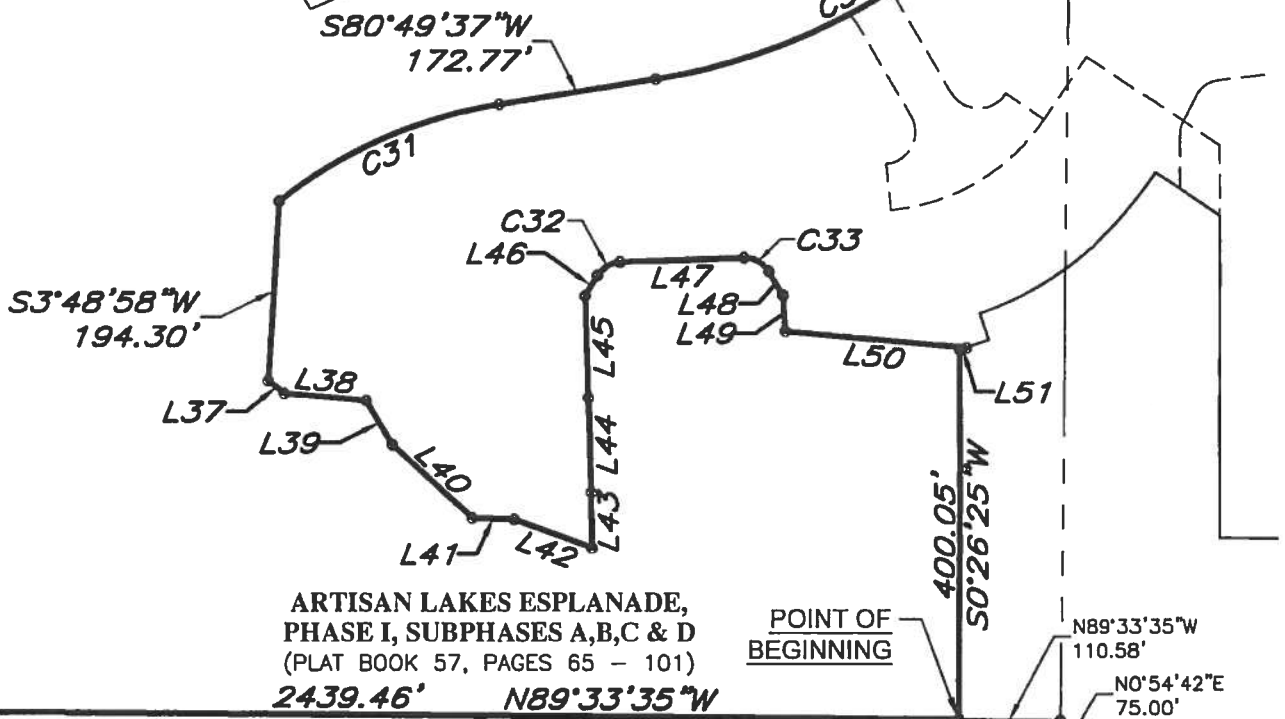 S80°49'37"W
172.77'
C31
C32
L46
C33
L47
L48
L49
S3°48'58"W
194.30'
L45
L50
L51
L38
L37
L39
L44
L40
L43
L41
L42
400.05'
S0°26'25"W
ARTISAN LAKES ESPLANADE,
PHASE I, SUBPHASES A,B,C & D
(PLAT BOOK 57, PAGES 65 – 101)
POINT OF
BEGINNING
N89°33'35"W
110.58'
2439.46' N89°33'35"W
N0°54'42"E
75.00'